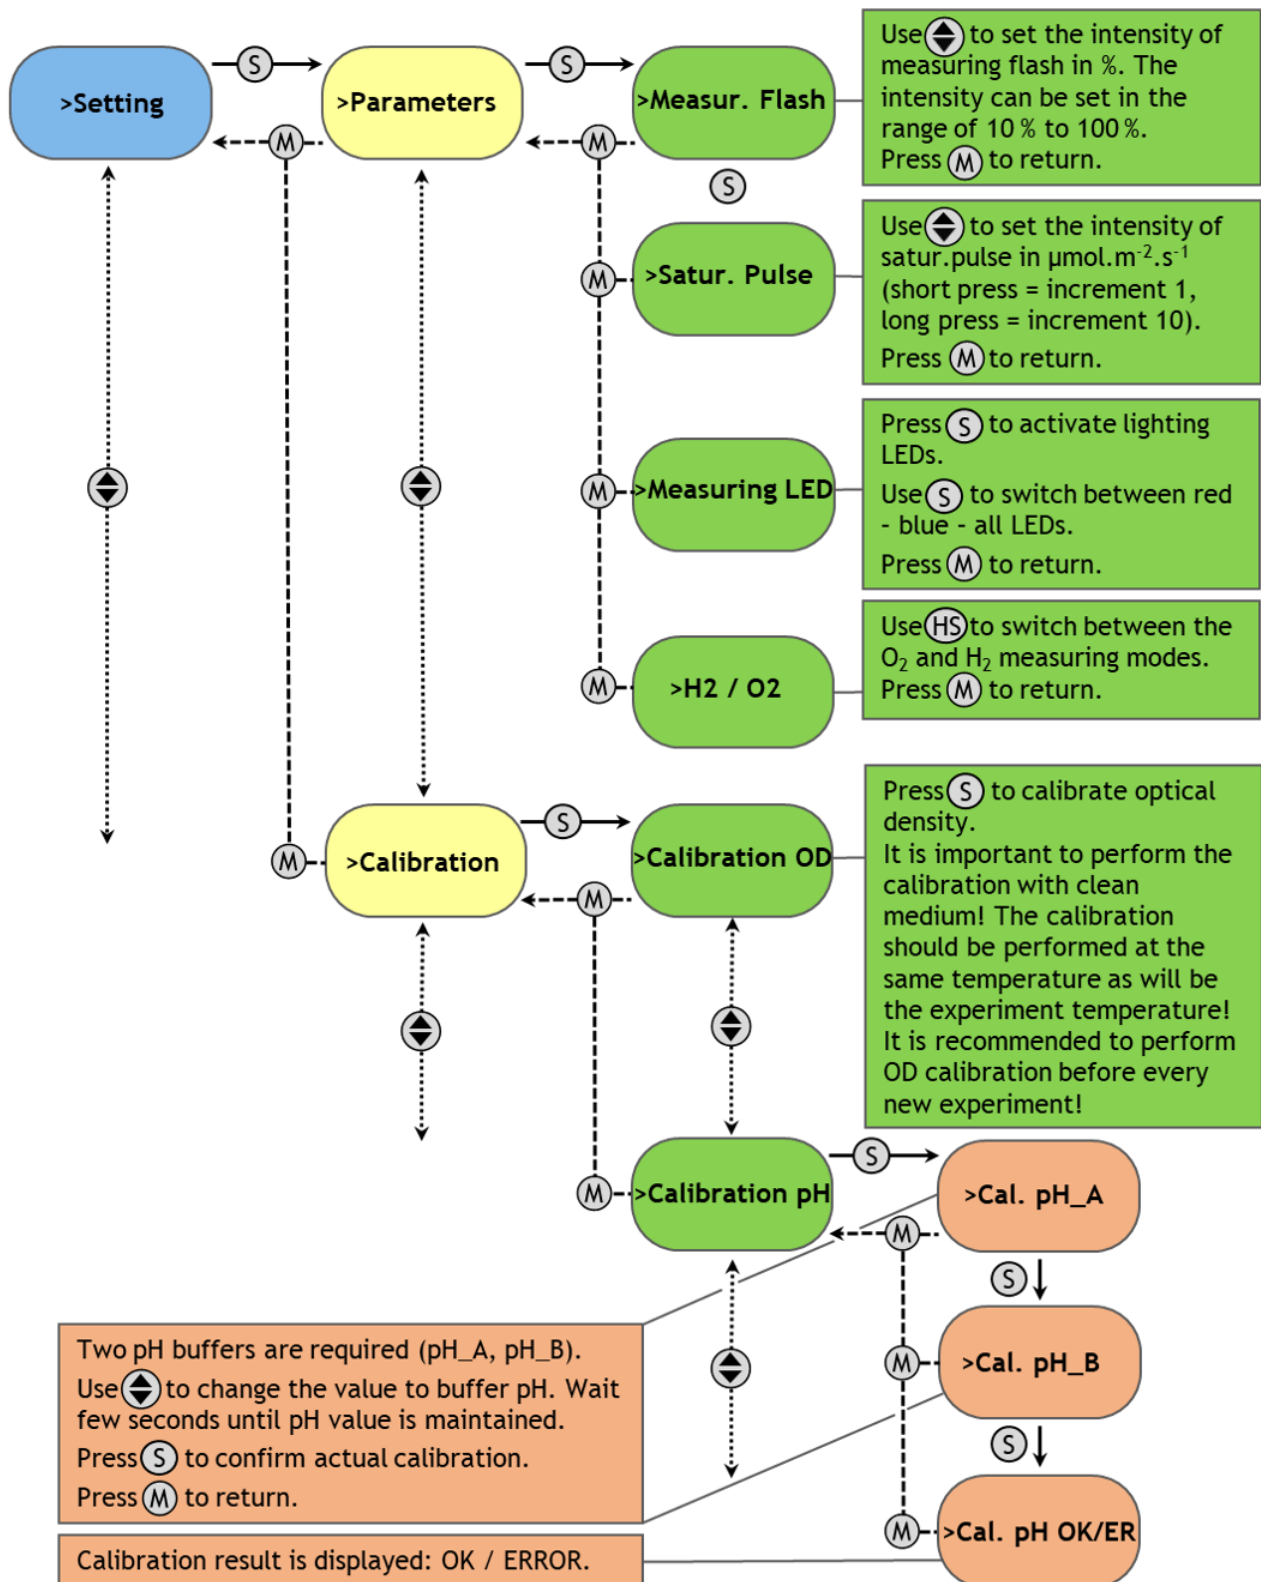 >Setting
S
>Parameters
S
>Measur. Flash
M
M
Use to set the intensity of
measuring flash in %. The
intensity can be set in the
range of 10 % to 100 %.
Press M to return.
S
M
>Satur. Pulse
Use to set the intensity of
satur.pulse in µmol.m⁻².s⁻¹
(short press = increment 1,
long press = increment 10).
Press M to return.
M
>Measuring LED
Press S to activate lighting
LEDs.
Use S to switch between red
- blue - all LEDs.
Press M to return.
M
>H2 / O2
Use HS to switch between the
O₂ and H₂ measuring modes.
Press M to return.
M
>Calibration
S
>Calibration OD
M
Press S to calibrate optical
density.
It is important to perform the
calibration with clean
medium! The calibration
should be performed at the
same temperature as will be
the experiment temperature!
It is recommended to perform
OD calibration before every
new experiment!
M
>Calibration pH
S
>Cal. pH_A
M
S
M
>Cal. pH_B
S
M
>Cal. pH OK/ER
Two pH buffers are required (pH_A, pH_B).
Use to change the value to buffer pH. Wait
few seconds until pH value is maintained.
Press S to confirm actual calibration.
Press M to return.
Calibration result is displayed: OK / ERROR.